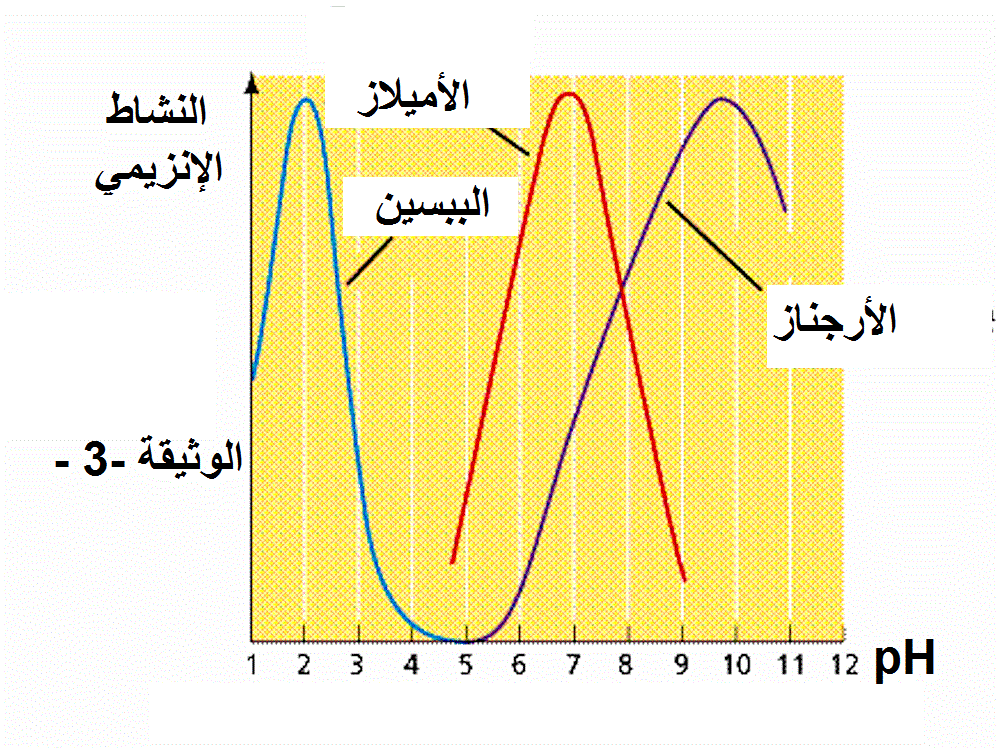 النشاط
الإنزيمي
الأميلاز
الببسين
الأرجناز
الوثيقة -3 -
1 2 3 4 5 6 7 8 9 10 11 12 pH